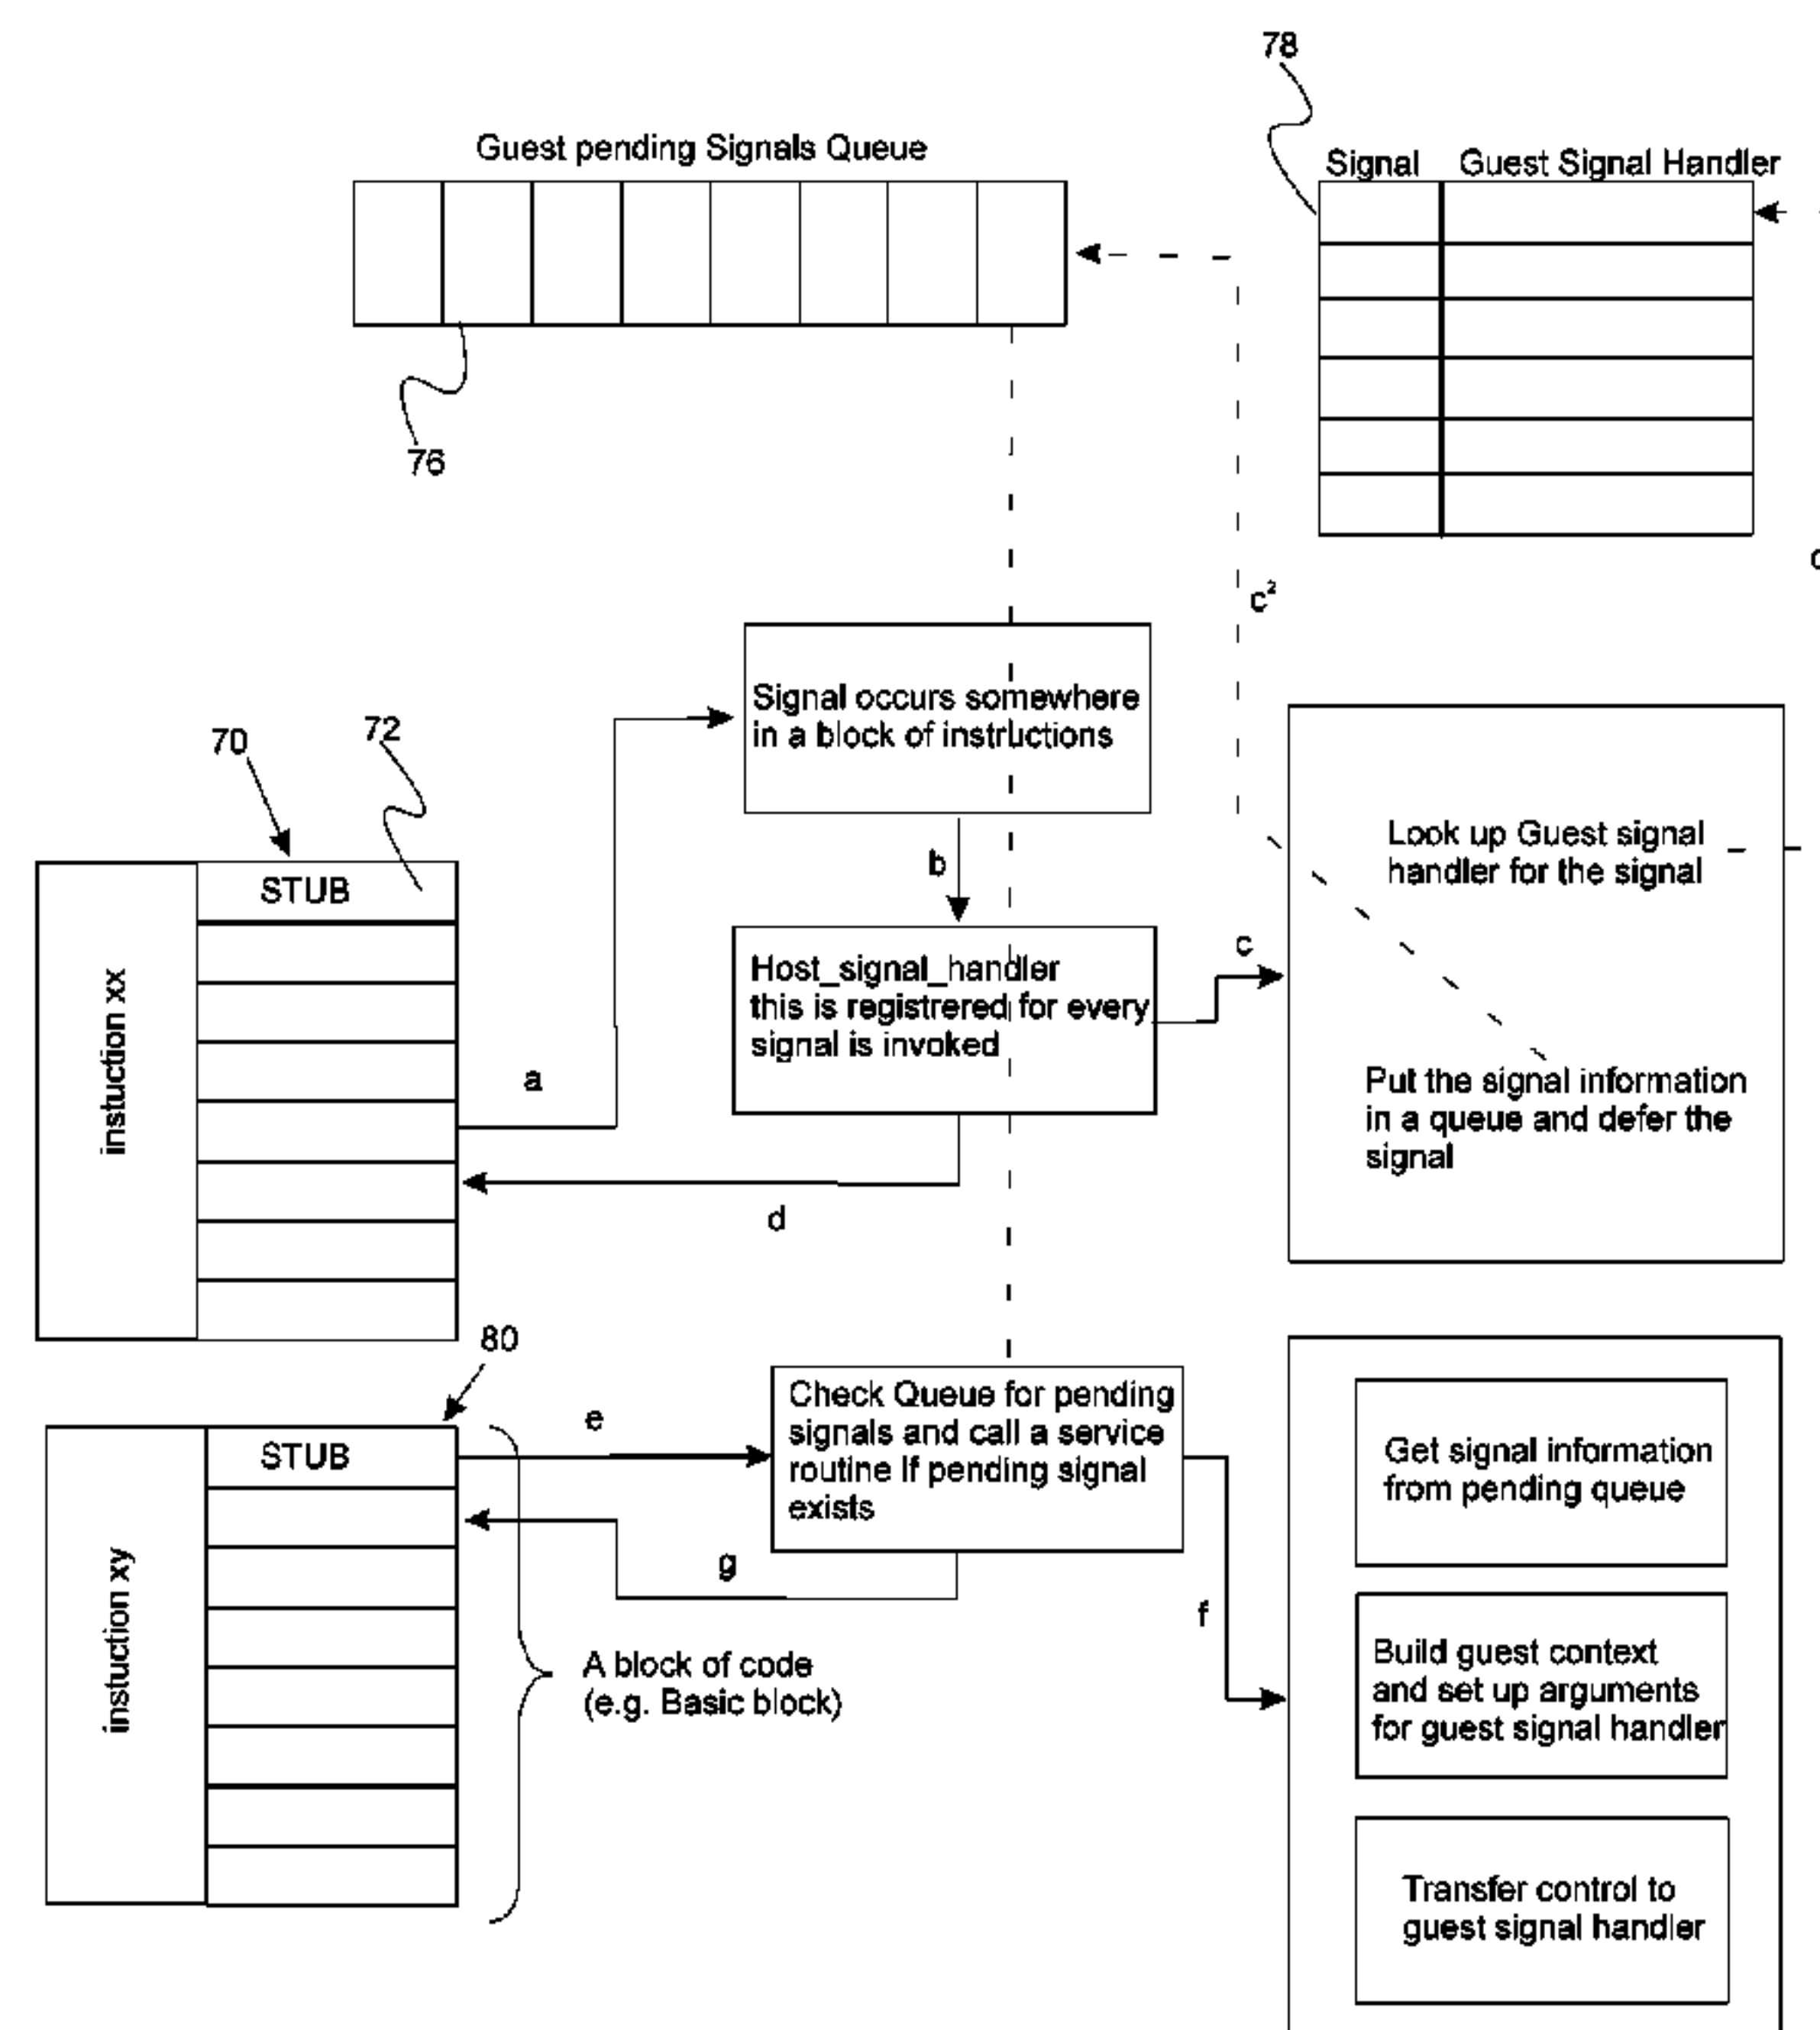 78
Guest pending Signals Queue
Signal
Guest Signal Handler
76
c²
Signal occurs somewhere
in a block of instructions
70
72
STUB
instuction xx
a
b
Host_signal_handler
this is registrered for every
signal is invoked
c
d
Look up Guest signal
handler for the signal
Put the signal information
in a queue and defer the
signal
80
STUB
instuction xy
e
g
Check Queue for pending
signals and call a service
routine if pending signal
exists
A block of code
(e.g. Basic block)
f
Get signal information
from pending queue
Build guest context
and set up arguments
for guest signal handler
Transfer control to
guest signal handler